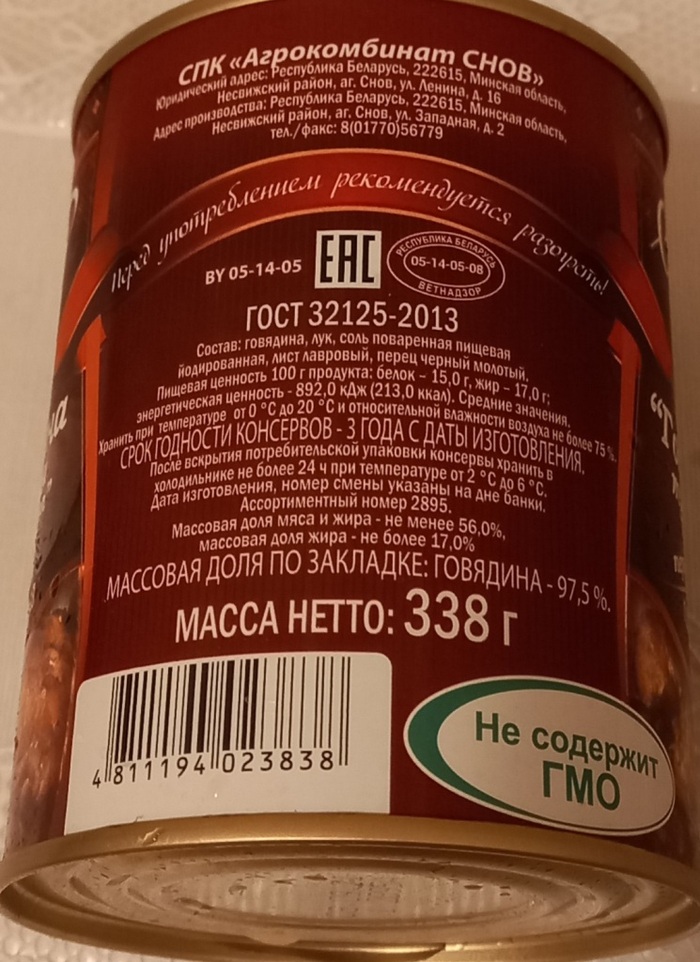 СПК «Агрокомбинат СНОВ»
Юридический адрес: Республика Беларусь, 222615, Минская область,
Несвижский район, аг. Снов, ул. Ленина, д. 16
Адрес производства: Республика Беларусь, 222615, Минская область,
Несвижский район, аг. Снов, ул. Западная, д. 2
тел./факс: 8(01770)56779
Перед употреблением рекомендуется разогреть!
BY 05-14-05
EAC
РЕСПУБЛИКА БЕЛАРУСЬ
05-14-05-08
ВЕТНАДЗОР
ГОСТ 32125-2013
Состав: говядина, лук, соль поваренная пищевая
йодированная, лист лавровый, перец черный молотый.
Пищевая ценность 100 г продукта: белок – 15,0 г, жир – 17,0 г;
энергетическая ценность - 892,0 кДж (213,0 ккал). Средние значения.
Хранить при температуре от 0 °С до 20 °С и относительной влажности воздуха не более 75 %.
СРОК ГОДНОСТИ КОНСЕРВОВ - 3 ГОДА С ДАТЫ ИЗГОТОВЛЕНИЯ.
После вскрытия потребительской упаковки консервы хранить в
холодильнике не более 24 ч при температуре от 2 °С до 6 °С.
Дата изготовления, номер смены указаны на дне банки.
Ассортиментный номер 2895.
Массовая доля мяса и жира - не менее 56,0%,
массовая доля жира - не более 17,0%
МАССОВАЯ ДОЛЯ ПО ЗАКЛАДКЕ: ГОВЯДИНА - 97,5 %.
МАССА НЕТТО: 338 г
4 811194 023838
Не содержит
ГМО